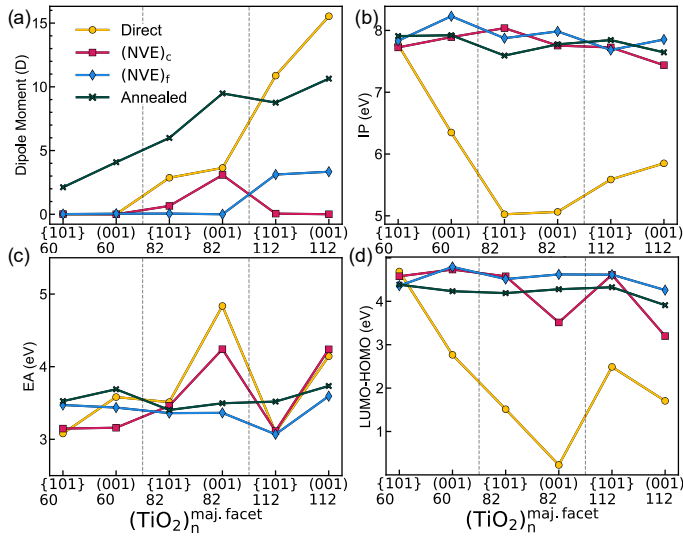 (a)
Dipole Moment (D)
15
10
5
0
Direct
(NVE)c
(NVE)f
Annealed
{101} (001) {101} (001) {101} (001)
60 60 82 82 112 112
(b)
IP (eV)
8
7
6
5
{101} (001) {101} (001) {101} (001)
60 60 82 82 112 112
(c)
EA (eV)
5
4
3
{101} (001) {101} (001) {101} (001)
60 60 82 82 112 112
(TiO2)n maj. facet
(d)
LUMO-HOMO (eV)
4
3
2
1
0
{101} (001) {101} (001) {101} (001)
60 60 82 82 112 112
(TiO2)n maj. facet